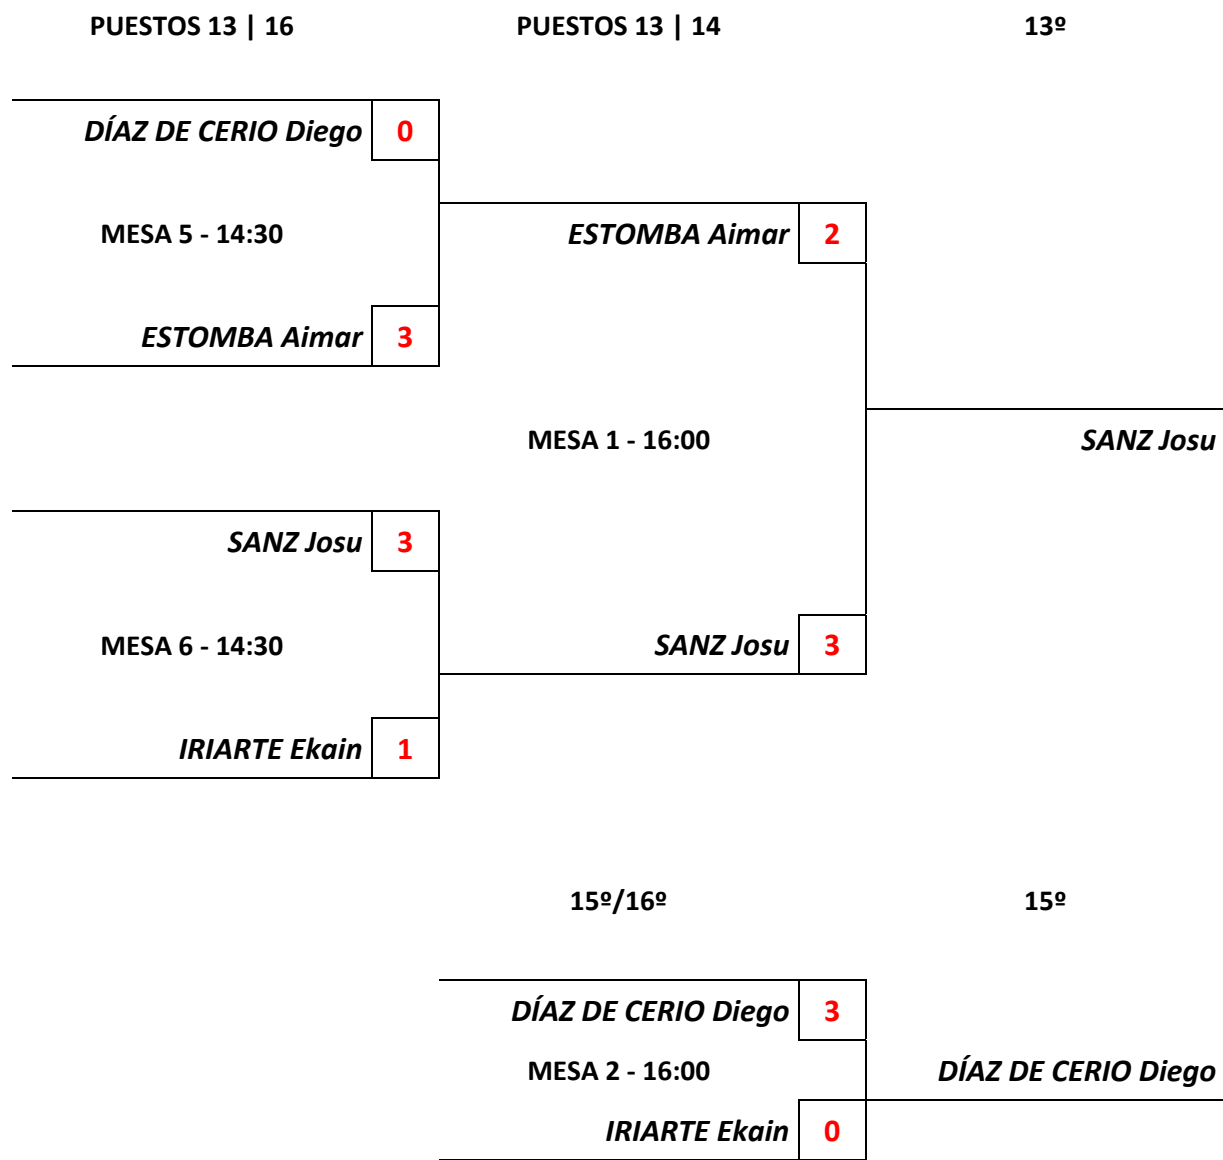 PUESTOS 13 | 16 PUESTOS 13 | 14 13º
DÍAZ DE CERIO Diego 0
MESA 5 - 14:30 ESTOMBA Aimar 2
ESTOMBA Aimar 3
MESA 1 - 16:00 SANZ Josu
SANZ Josu 3
MESA 6 - 14:30 SANZ Josu 3
IRIARTE Ekain 1
15º/16º 15º
DÍAZ DE CERIO Diego 3
MESA 2 - 16:00 DÍAZ DE CERIO Diego
IRIARTE Ekain 0